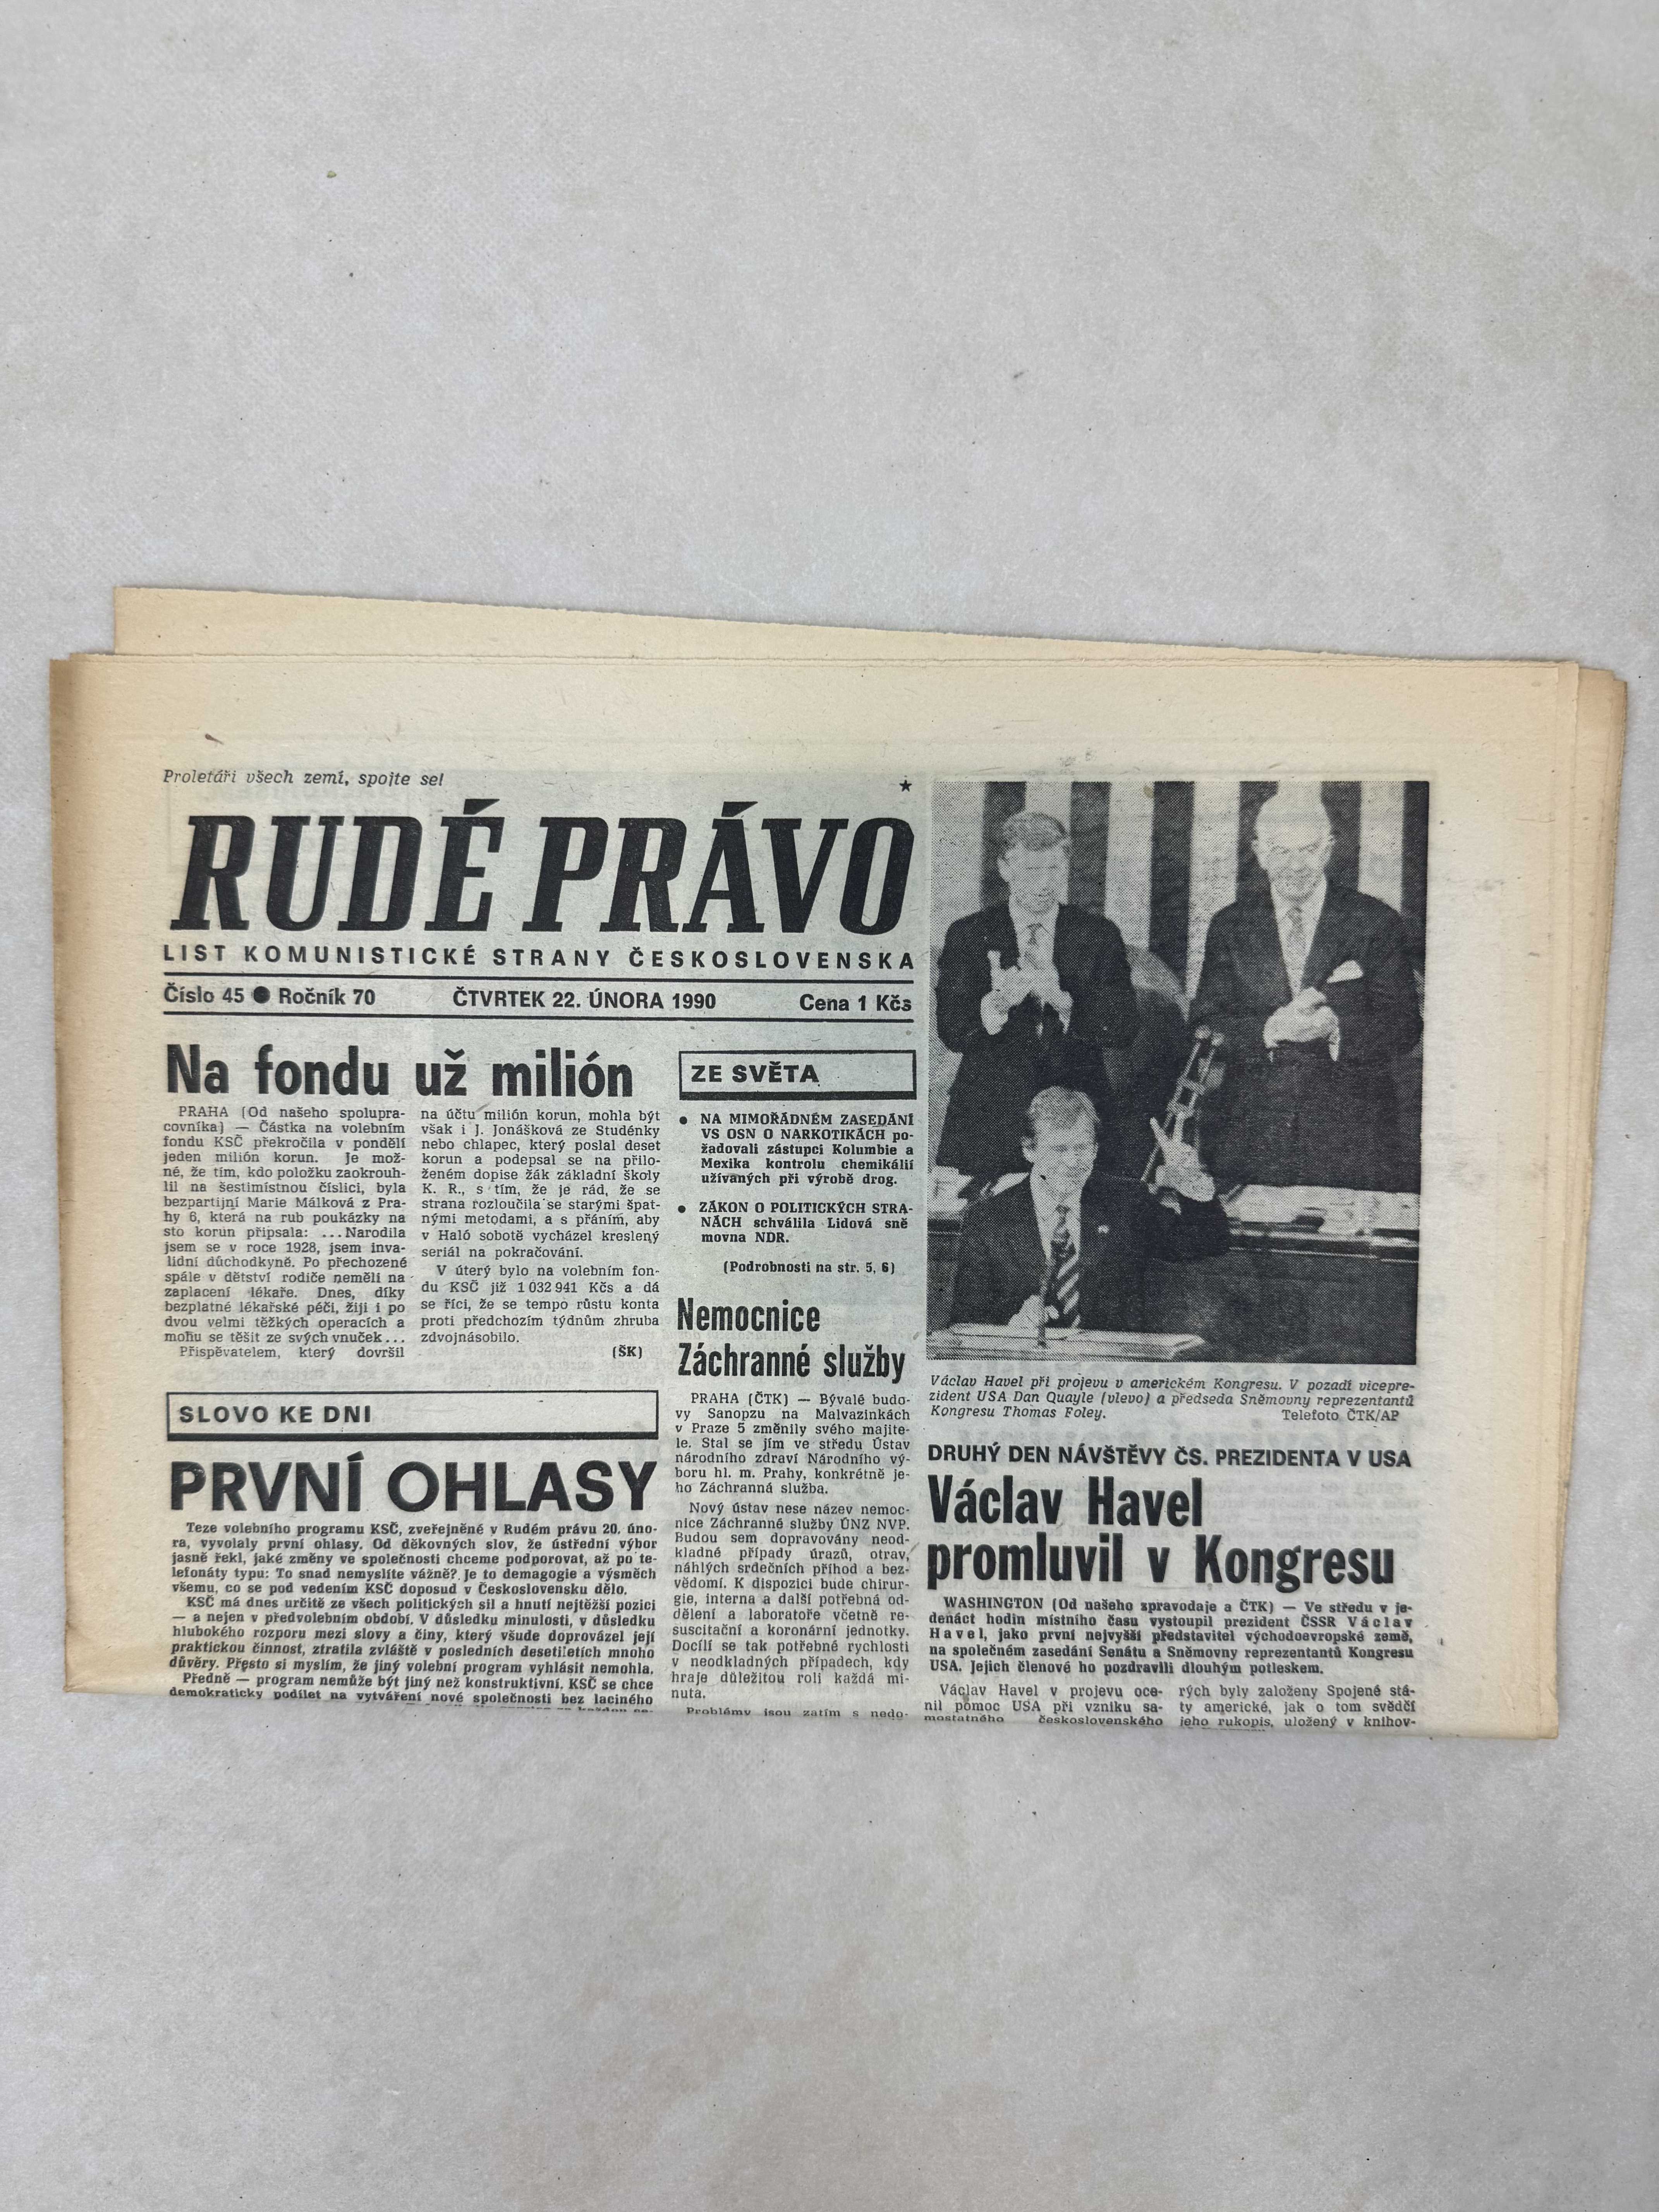 Proletáři všech zemí, spojte se!
★
RUDÉ PRÁVO
LIST KOMUNISTICKÉ STRANY ČESKOSLOVENSKA
Číslo 45 ● Ročník 70 ČTVRTEK 22. ÚNORA 1990 Cena 1 Kčs
Na fondu už milión
PRAHA (Od našeho spolupra-
covníka) — Částka na volebním
fondu KSČ překročila v pondělí
jeden milión korun. Je mož-
né, že tím, kdo položku zaokrouh-
lil na šestimístnou číslici, byla
bezpartijní Marie Málková z Pra-
hy 6, která na rub poukázky na
sto korun připsala: ...Narodila
jsem se v roce 1928, jsem inva-
lidní důchodkyně. Po přechozené
spále v dětství rodiče neměli na
zaplacení lékaře. Dnes, díky
bezplatné lékařské péči, žiji i po
dvou velmi těžkých operacích a
mohu se těšit ze svých vnuček...
Přispěvatelem, který dovršil
na účtu milión korun, mohla být
však i J. Jonášková ze Studénky
nebo chlapec, který poslal deset
korun a podepsal se na přilo-
ženém dopise žák základní školy
K. R., s tím, že je rád, že se
strana rozloučila se starými špat-
nými metodami, a s přáním, aby
v Haló sobotě vycházel kreslený
seriál na pokračování.
V úterý bylo na volebním fon-
du KSČ již 1 032 941 Kčs a dá
se říci, že se tempo růstu konta
proti předchozím týdnům zhruba
zdvojnásobilo.
(ŠK)
SLOVO KE DNI
PRVNÍ OHLASY
Teze volebního programu KSČ, zveřejněné v Rudém právu 20. úno-
ra, vyvolaly první ohlasy. Od děkovných slov, že ústřední výbor
jasně řekl, jaké změny ve společnosti chceme podporovat, až po te-
lefonáty typu: To snad nemyslíte vážně? Je to demagogie a výsměch
všemu, co se pod vedením KSČ doposud v Československu dělo.
KSČ má dnes určitě ze všech politických sil a hnutí nejtěžší pozici
— a nejen v předvolebním období. V důsledku minulosti, v důsledku
hlubokého rozporu mezi slovy a činy, který všude doprovázel její
praktickou činnost, ztratila zvláště v posledních desetiletích mnoho
důvěry. Přesto si myslím, že jiný volební program vyhlásit nemohla.
Předně — program nemůže být jiný než konstruktivní. KSČ se chce
demokraticky podílet na vytváření nové společnosti bez laciného
ZE SVĚTA
● NA MIMOŘÁDNÉM ZASEDÁNÍ
VS OSN O NARKOTIKÁCH po-
žadovali zástupci Kolumbie a
Mexika kontrolu chemikálií
užívaných při výrobě drog.
● ZÁKON O POLITICKÝCH STRA-
NÁCH schválila Lidová sně
movna NDR.
(Podrobnosti na str. 5, 6)
Nemocnice
Záchranné služby
PRAHA (ČTK) — Bývalé budo-
vy Sanopzu na Malvazinkách
v Praze 5 změnily svého majite-
le. Stal se jím ve středu Ústav
národního zdraví Národního vý-
boru hl. m. Prahy, konkrétně je-
ho Záchranná služba.
Nový ústav nese název nemoc-
nice Záchranné služby ÚNZ NVP.
Budou sem dopravovány neod-
kladné případy úrazů, otrav,
náhlých srdečních příhod a bez-
vědomí. K dispozici bude chirur-
gie, interna a další potřebná od-
dělení a laboratoře včetně re-
suscitační a koronární jednotky.
Docílí se tak potřebné rychlosti
v neodkladných případech, kdy
hraje důležitou roli každá mi-
nuta.
Problémy jsou zatím s nedo-
Václav Havel při projevu v americkém Kongresu. V pozadí vicepre-
zident USA Dan Quayle (vlevo) a předseda Sněmovny reprezentantů
Kongresu Thomas Foley. Telefoto ČTK/AP
DRUHÝ DEN NÁVŠTĚVY ČS. PREZIDENTA V USA
Václav Havel
promluvil v Kongresu
WASHINGTON (Od našeho zpravodaje a ČTK) — Ve středu v je-
denáct hodin místního času vystoupil prezident ČSSR Václav
Havel, jako první nejvyšší představitel východoevropské země,
na společném zasedání Senátu a Sněmovny reprezentantů Kongresu
USA. Jejich členové ho pozdravili dlouhým potleskem.
Václav Havel v projevu oce-
nil pomoc USA při vzniku sa-
mostatného československého
rých byly založeny Spojené stá-
ty americké, jak o tom svědčí
jeho rukopis, uložený v knihov-